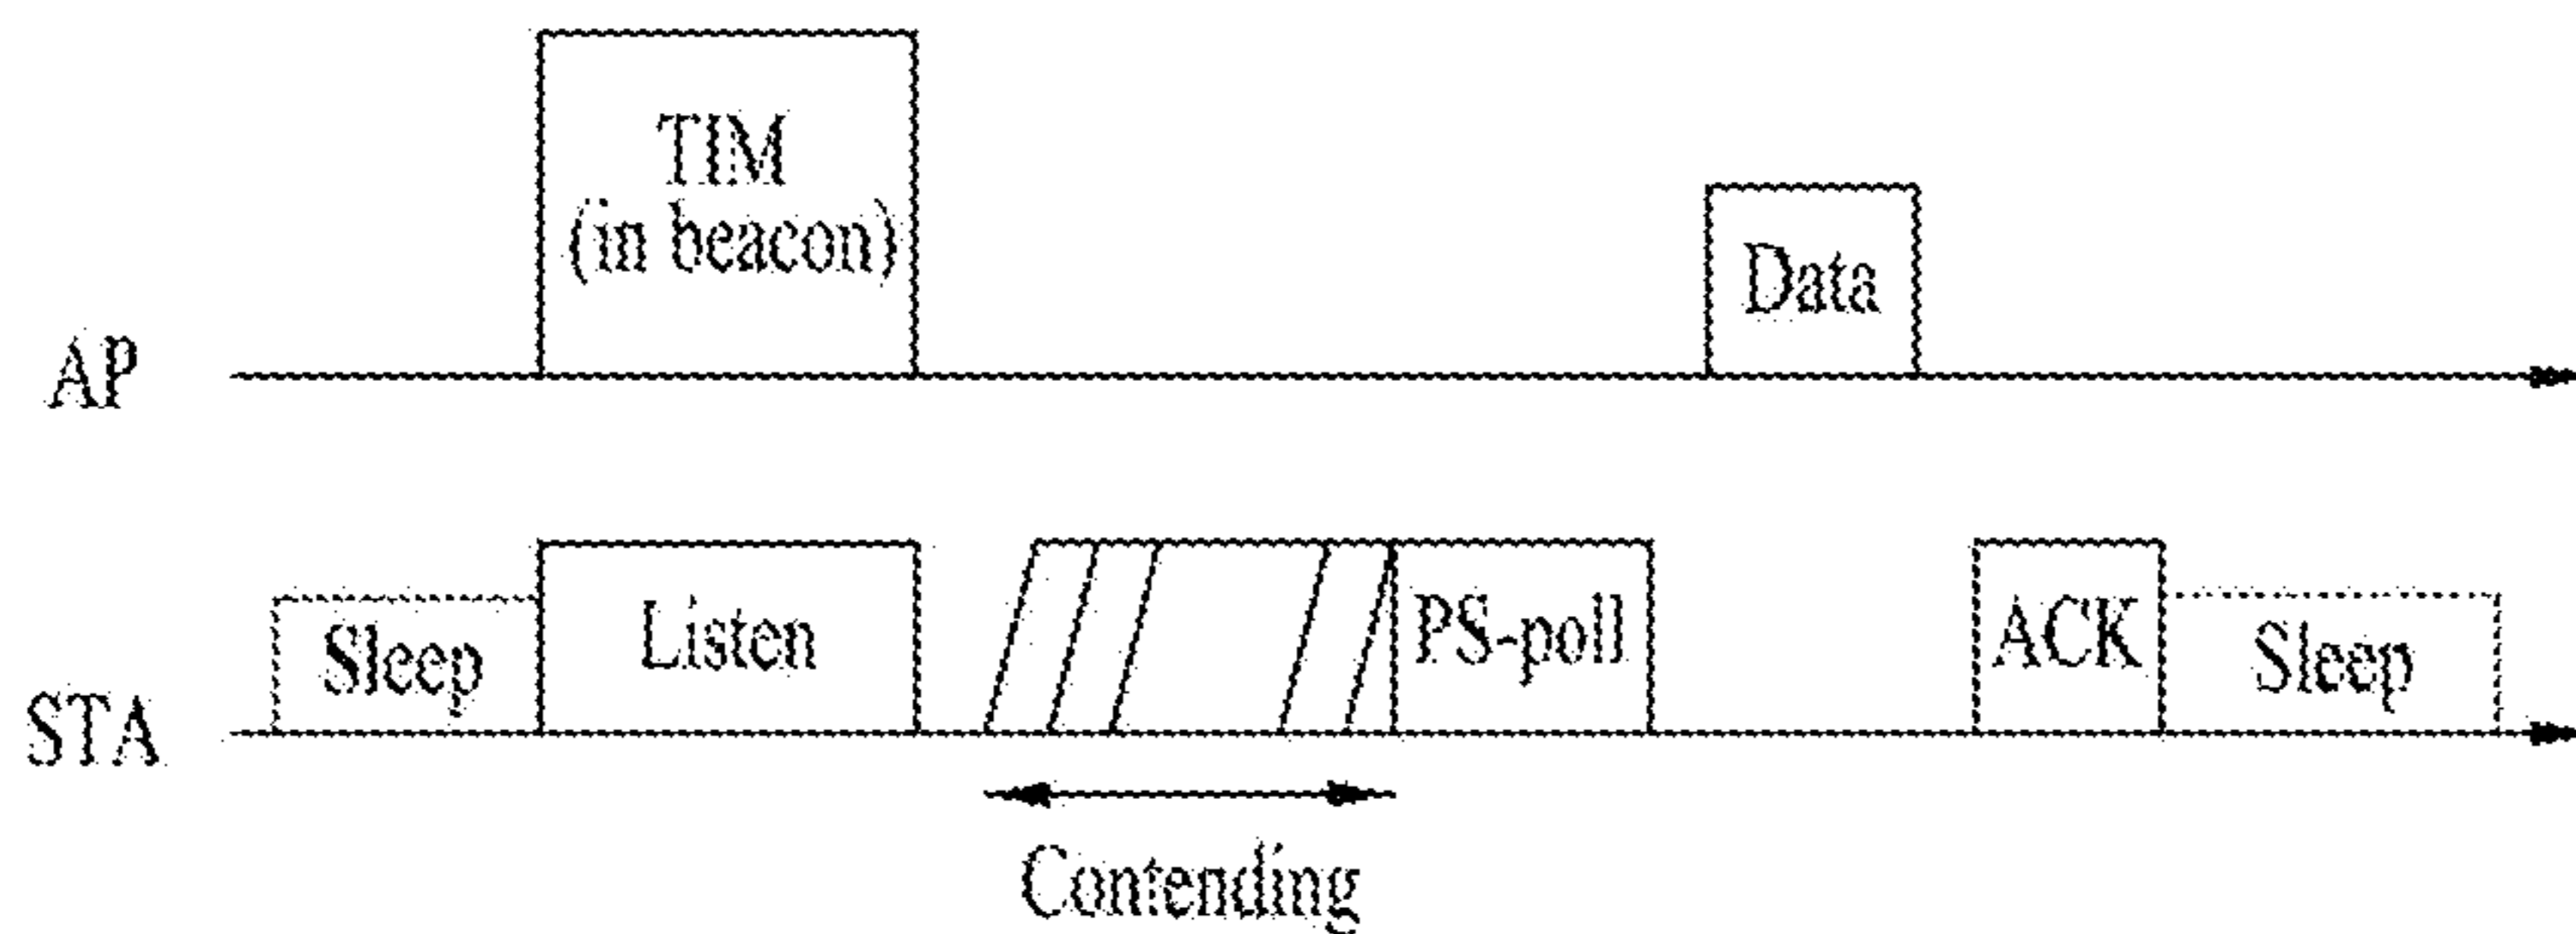 TIM
(in beacon)
Data
AP
Sleep
Listen
PS-poll
ACK
Sleep
STA
Contending